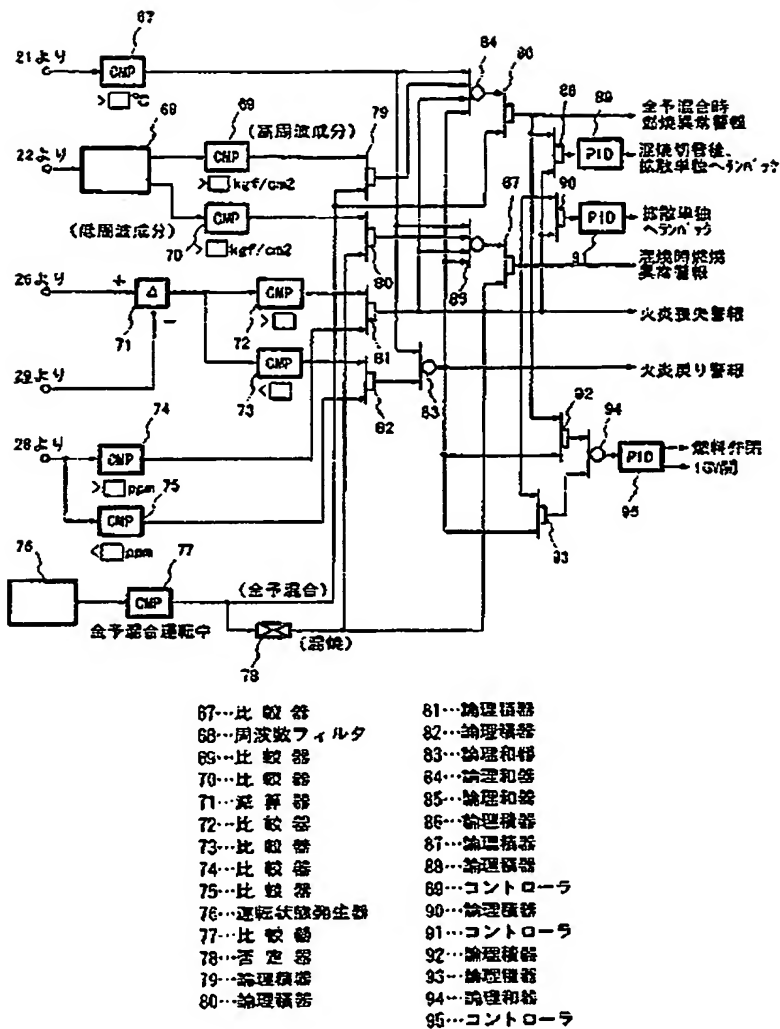 67
21より
CMP
>□℃
84
86
全予混合時
燃焼異常警報
68
69
(高周波成分)
79
88
89
PID
混焼切替後、
拡散単独へランバック
22より
CMP
>□kgf/cm2
87
90
(低周波成分)
CMP
70
>□kgf/cm2
80
85
PID
拡散単独
へランバック
91
混焼時燃焼
異常警報
26より
+
Δ
−
71
CMP
72
>□
81
火炎損失警報
29より
CMP
73
<□
82
83
火炎戻り警報
74
92
94
28より
CMP
>□ppm
75
PID
燃料弁閉
IGV開
95
CMP
<□ppm
93
76
77
CMP
(全予混合)
全予混合運転中
(混焼)
78
67…比較器
68…周波数フィルタ
69…比較器
70…比較器
71…減算器
72…比較器
73…比較器
74…比較器
75…比較器
76…運転状態発生器
77…比較器
78…否定器
79…論理積器
80…論理積器
81…論理積器
82…論理積器
83…論理和器
84…論理和器
85…論理和器
86…論理積器
87…論理積器
88…論理積器
89…コントローラ
90…論理積器
91…コントローラ
92…論理積器
93…論理積器
94…論理和器
95…コントローラ